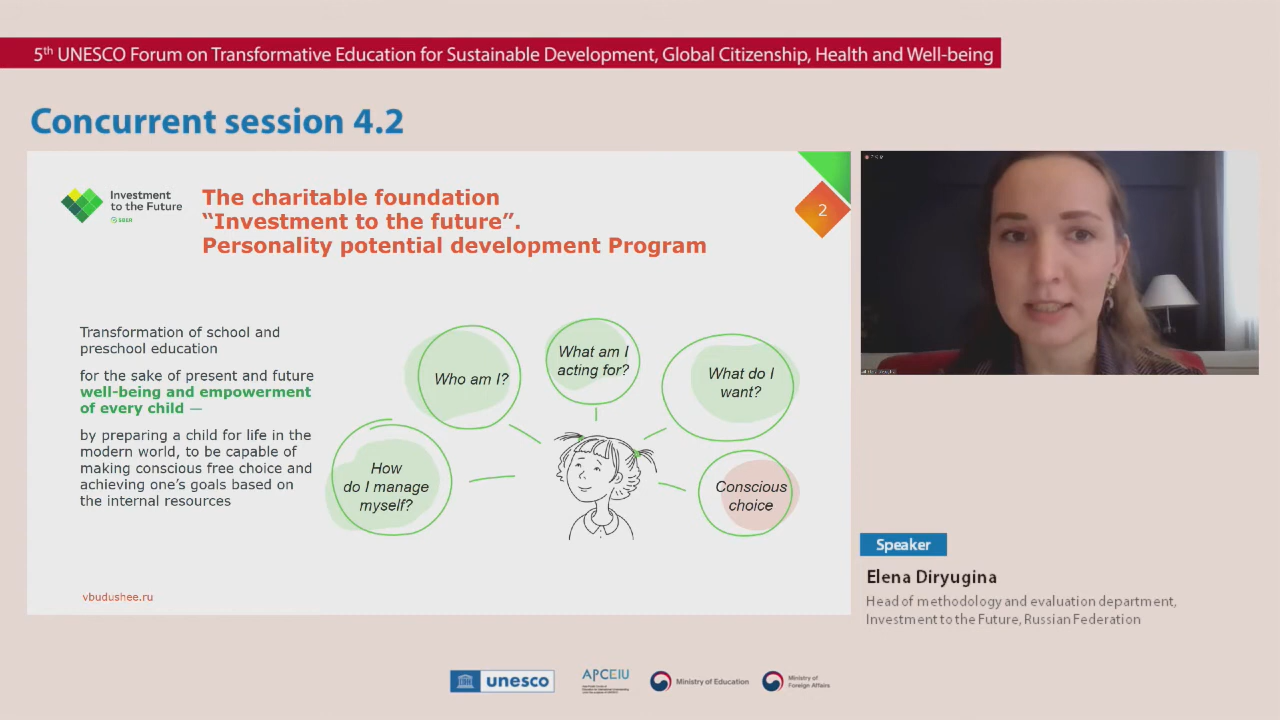 5th UNESCO Forum on Transformative Education for Sustainable Development, Global Citizenship, Health and Well-being
Concurrent session 4.2
Investment
to the Future
SBER
The charitable foundation
“Investment to the future”.
Personality potential development Program
2
Transformation of school and
preschool education
for the sake of present and future
well-being and empowerment
of every child —
by preparing a child for life in the
modern world, to be capable of
making conscious free choice and
achieving one’s goals based on
the internal resources
Who am I?
What am I
acting for?
What do I
want?
How
do I manage
myself?
Conscious
choice
vbudushee.ru
Speaker
Elena Diryugina
Head of methodology and evaluation department,
Investment to the Future, Russian Federation
unesco
APCEIU
Ministry of Education
Ministry of
Foreign Affairs